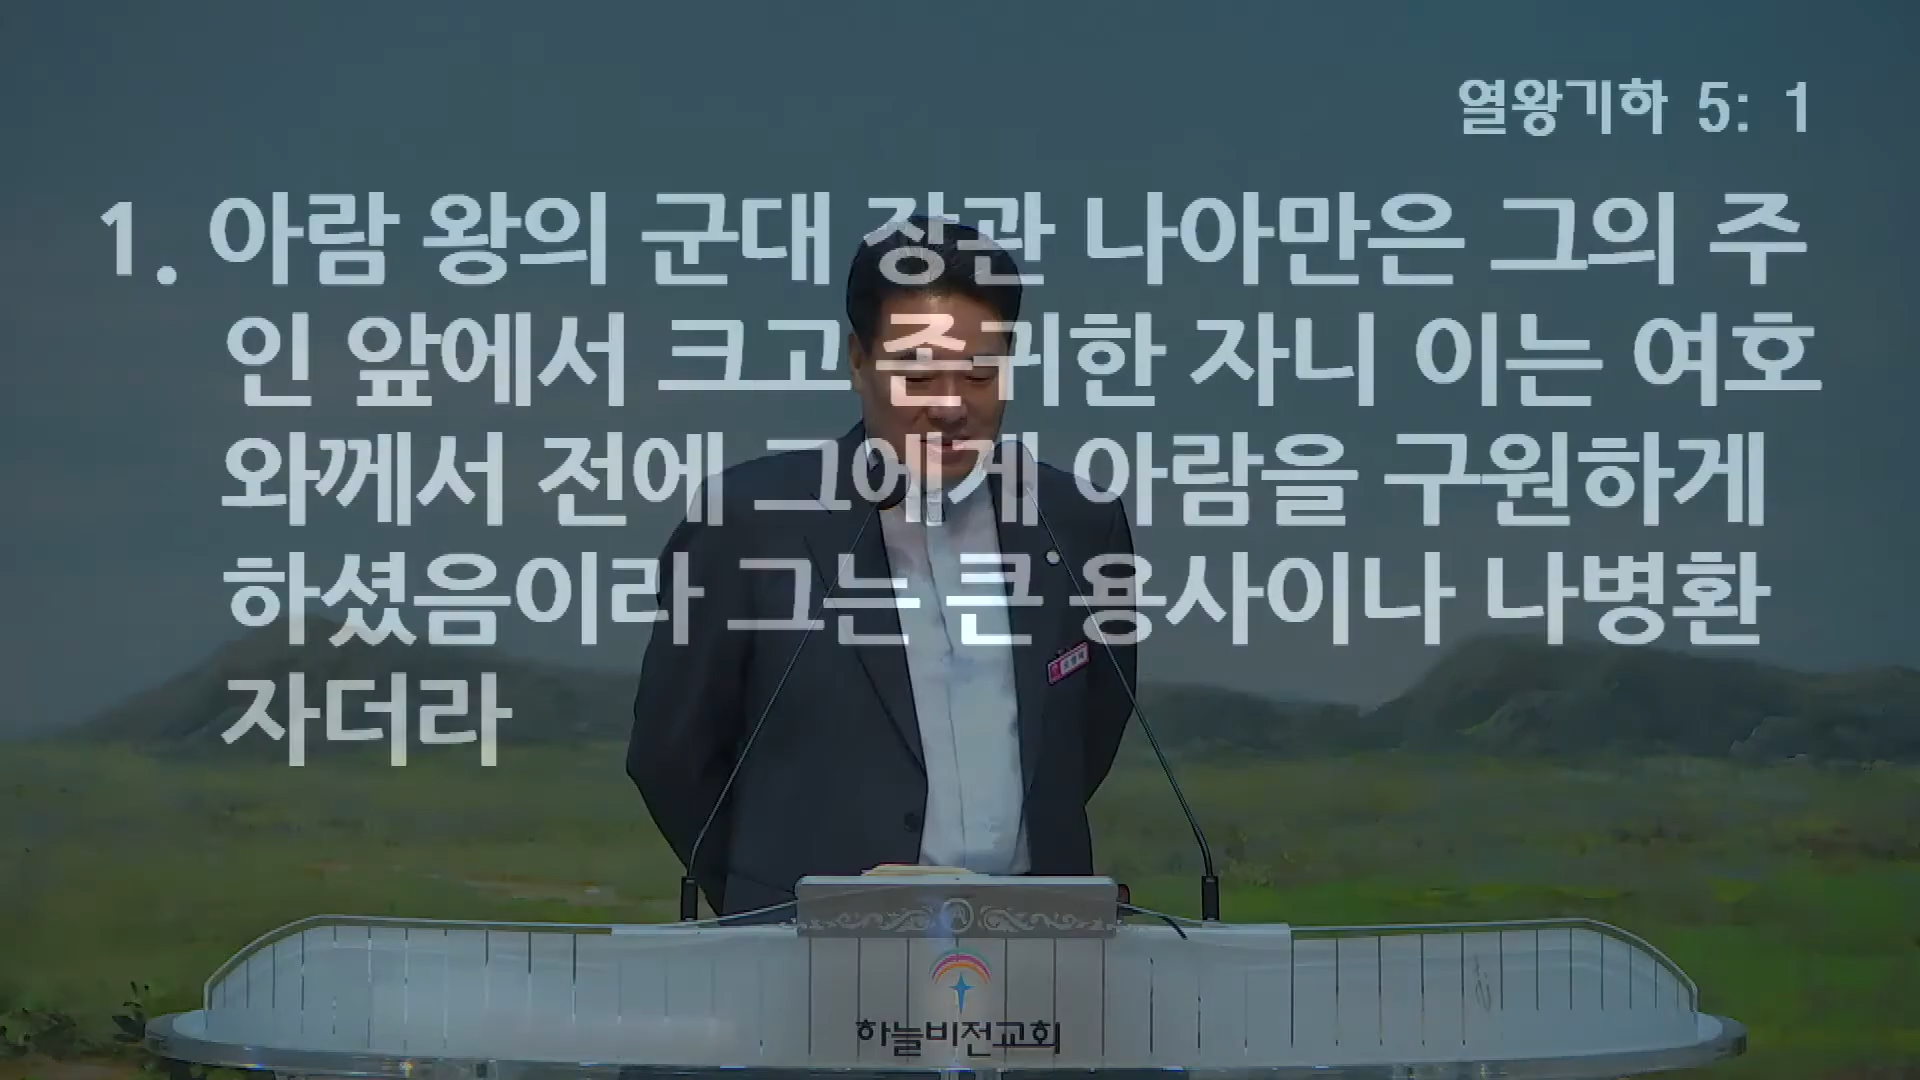 열왕기하 5: 1
1. 아람 왕의 군대 장관 나아만은 그의 주
인 앞에서 크고 존귀한 자니 이는 여호
와께서 전에 그에게 아람을 구원하게
하셨음이라 그는 큰 용사이나 나병환
자더라
하늘비전교회